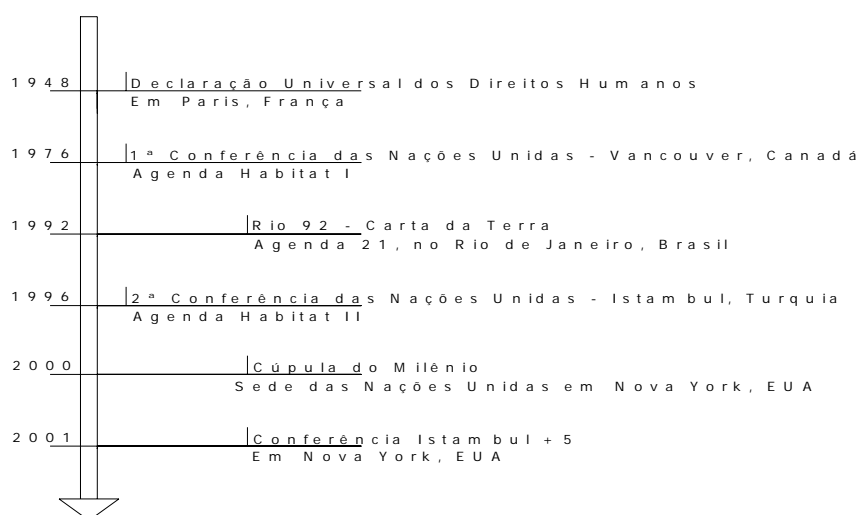 1948
Declaração Universal dos Direitos Humanos
Em Paris, França
1976
1ª Conferência das Nações Unidas - Vancouver, Canadá
Agenda Habitat I
1992
Rio 92 - Carta da Terra
Agenda 21, no Rio de Janeiro, Brasil
1996
2ª Conferência das Nações Unidas - Istambul, Turquia
Agenda Habitat II
2000
Cúpula do Milênio
Sede das Nações Unidas em Nova York, EUA
2001
Conferência Istambul + 5
Em Nova York, EUA